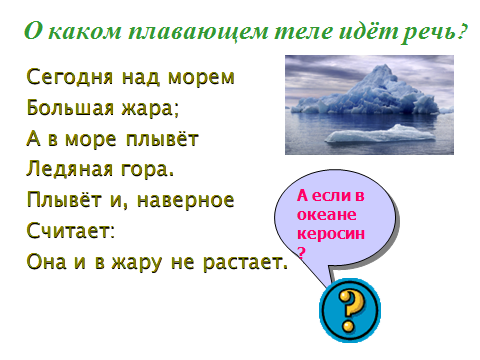 О каком плавающем теле идёт речь?
Сегодня над морем
Большая жара;
А в море плывёт
Ледяная гора.
Плывёт и, наверное
Считает:
Она и в жару не растает.
А если в
океане
керосин
?
?